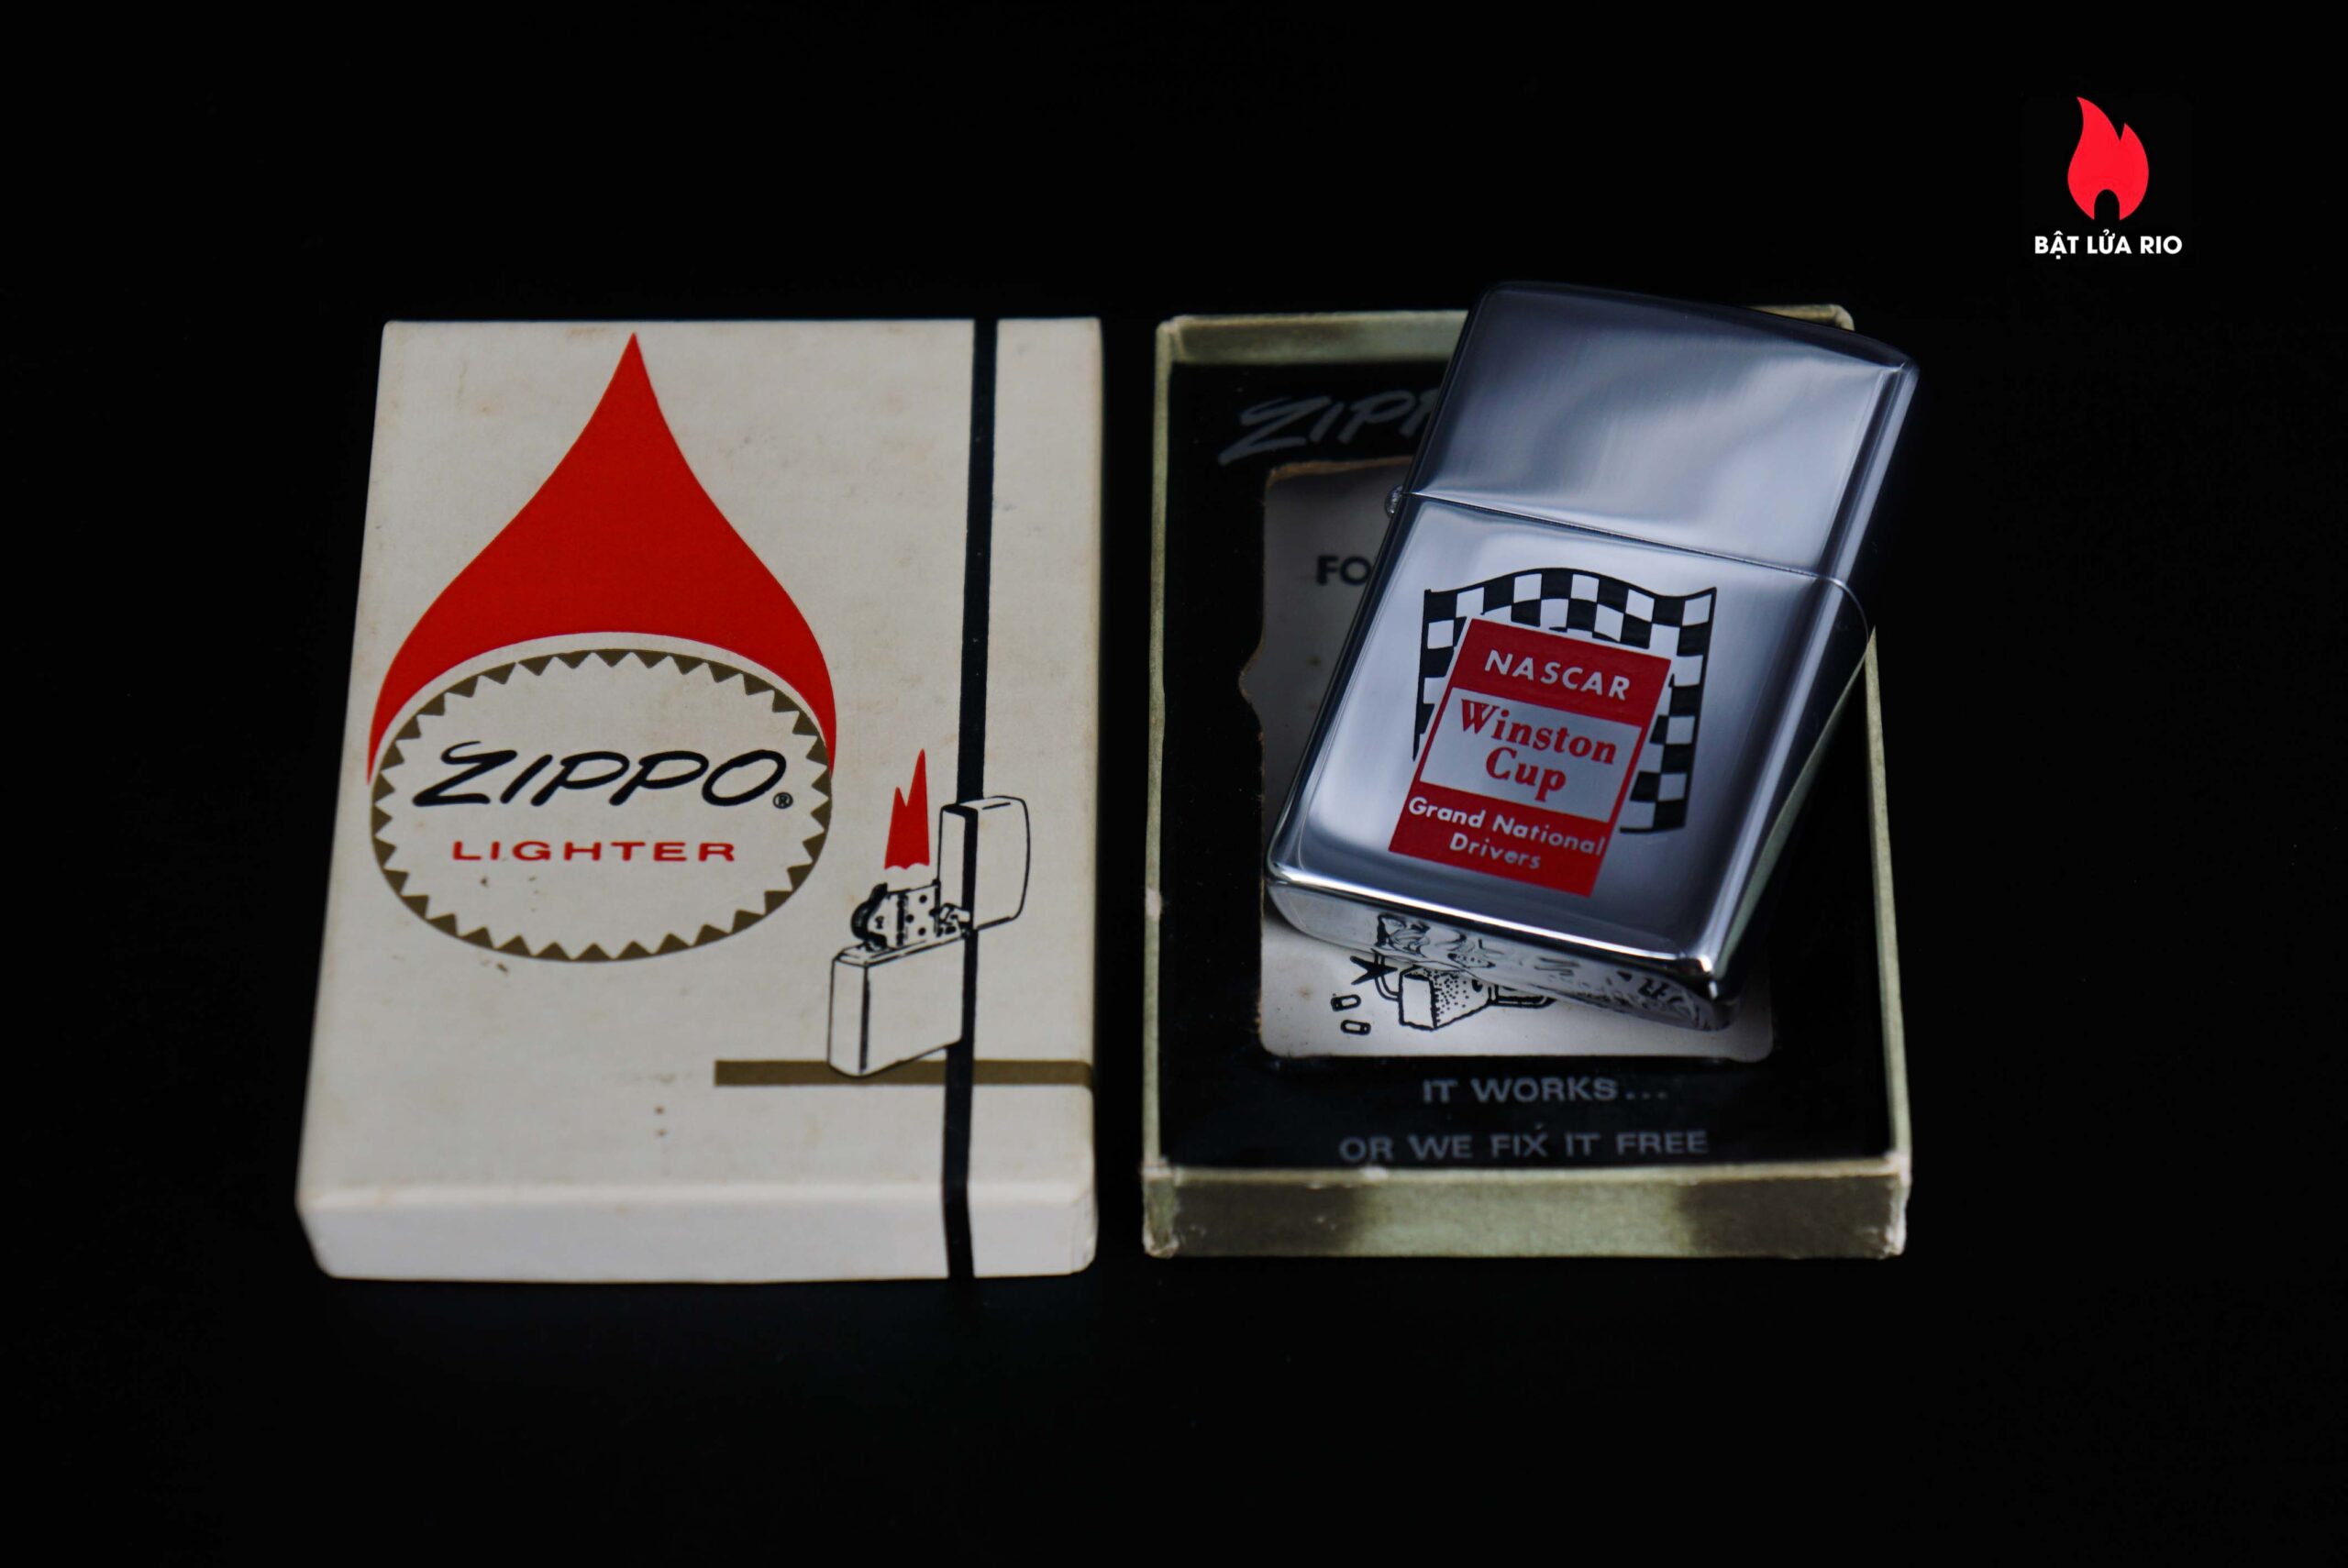 BẬT LỬA RIO
ZIPPO®
LIGHTER
NASCAR
Winston
Cup
Grand National
Drivers
IT WORKS...
OR WE FIX IT FREE